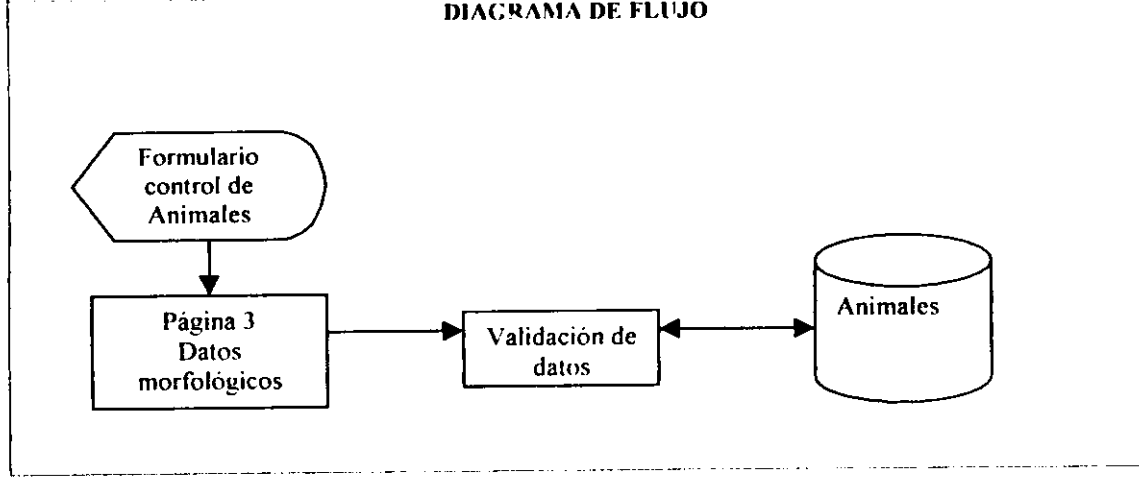 DIAGRAMA DE FLUJO
Formulario
control de
Animales
Página 3
Datos
morfológicos
Validación de
datos
Animales